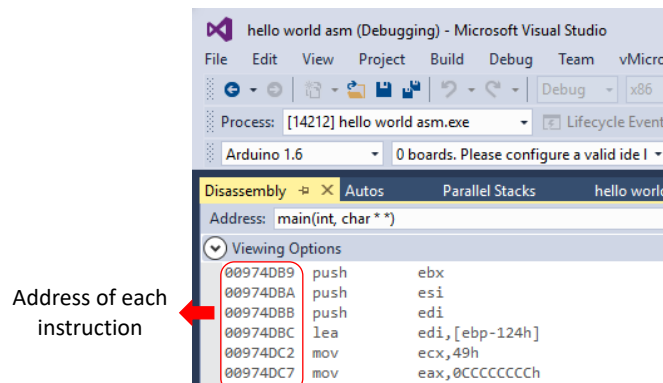 hello world asm (Debugging) - Microsoft Visual Studio
File Edit View Project Build Debug Team vMicro
Debug x86
Process: [14212] hello world asm.exe Lifecycle Event
Arduino 1.6 0 boards. Please configure a valid ide l
Disassembly Autos Parallel Stacks hello world
Address: main(int, char * *)
Viewing Options
00974DB9 push ebx
00974DBA push esi
00974DBB push edi
00974DBC lea edi,[ebp-124h]
00974DC2 mov ecx,49h
00974DC7 mov eax,0CCCCCCCCh
Address of each
instruction